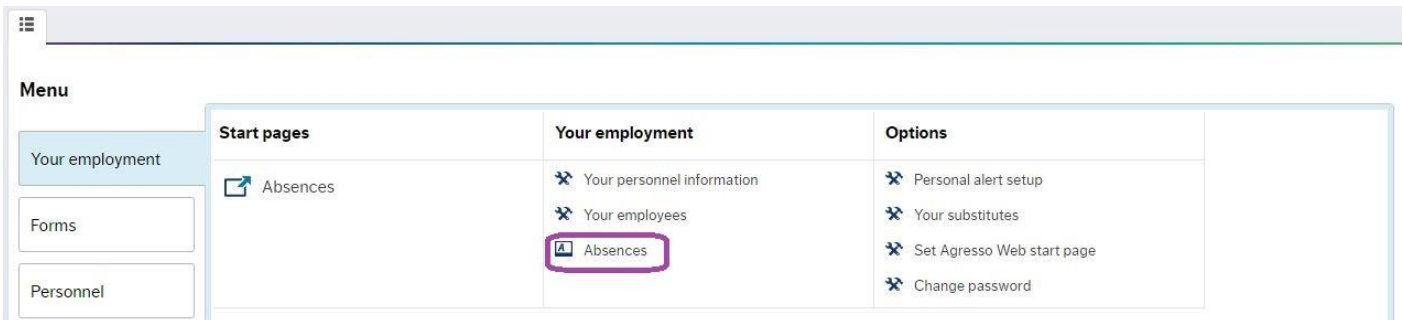 Menu
Your employment
Forms
Personnel
Start pages
Absences
Your employment
Your personnel information
Your employees
Absences
Options
Personal alert setup
Your substitutes
Set Agresso Web start page
Change password